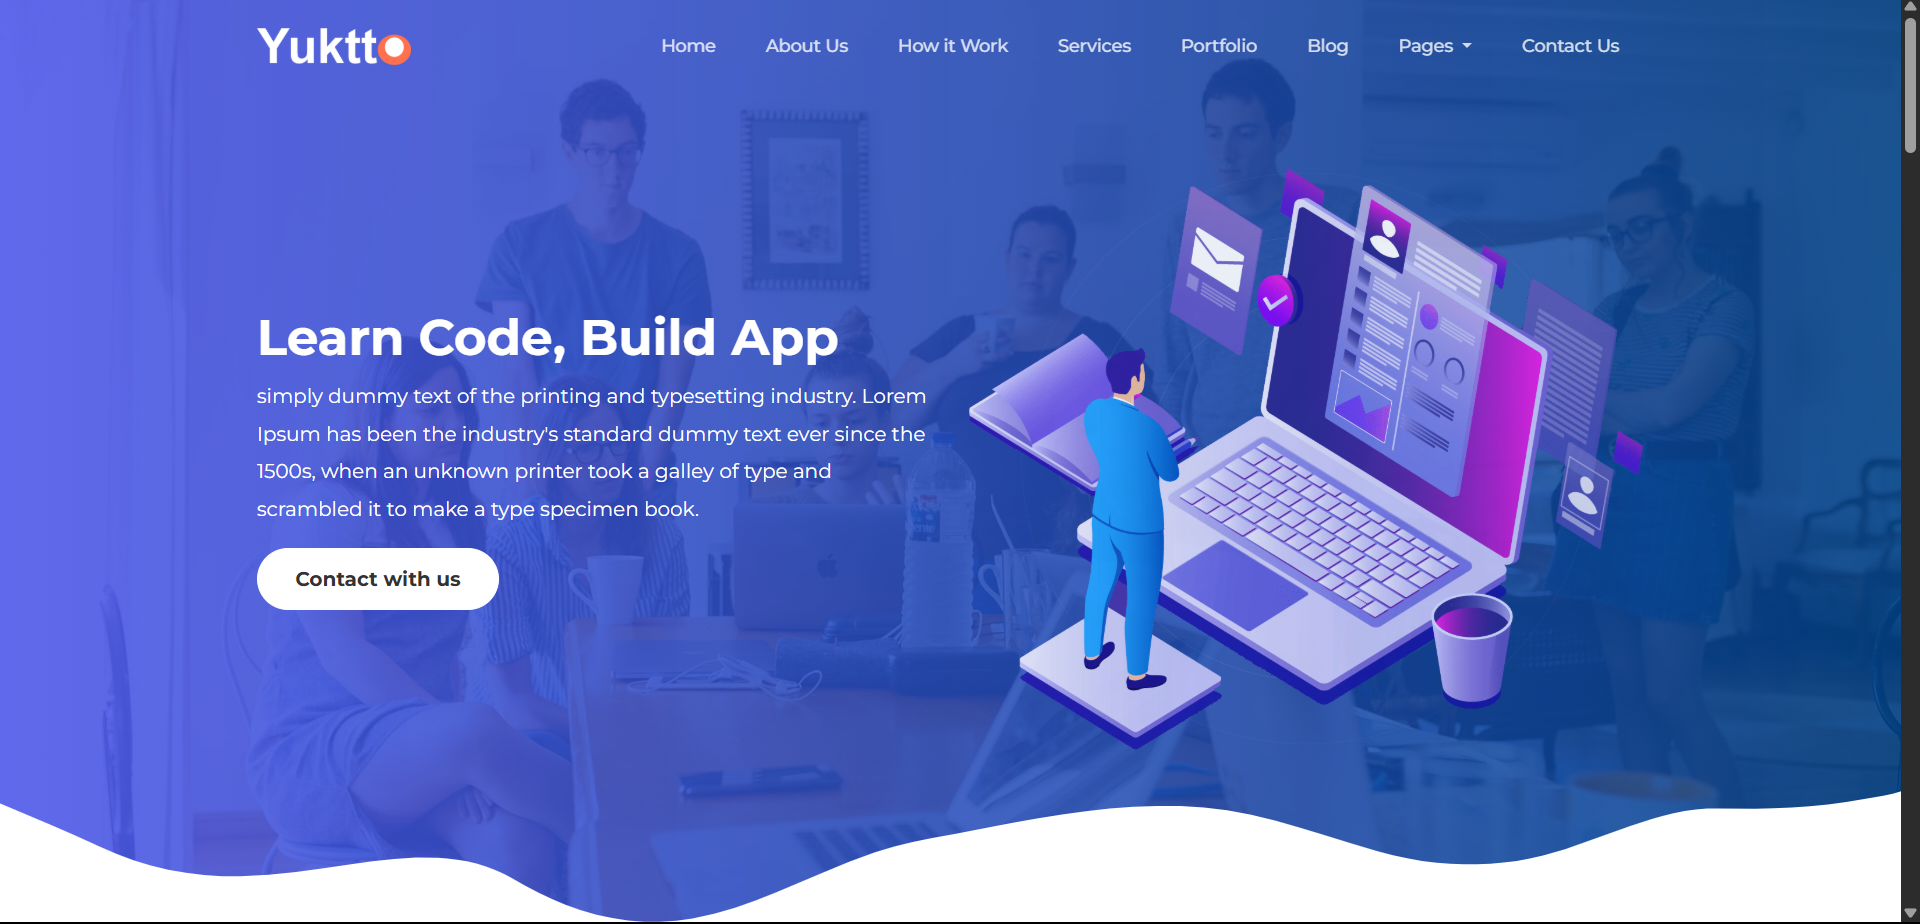 Yuktto
Home About Us How it Work Services Portfolio Blog Pages Contact Us
Learn Code, Build App
simply dummy text of the printing and typesetting industry. Lorem
Ipsum has been the industry's standard dummy text ever since the
1500s, when an unknown printer took a galley of type and
scrambled it to make a type specimen book.
Contact with us